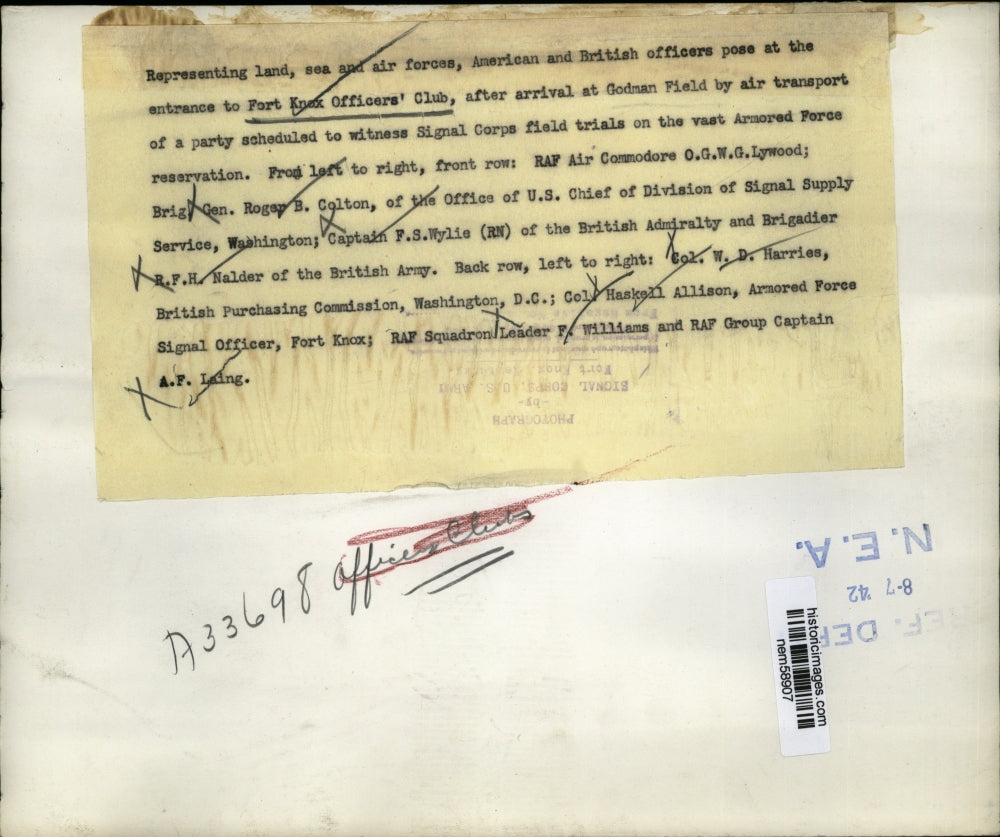 Representing land, sea and air forces, American and British officers pose at the
entrance to Fort Knox Officers' Club, after arrival at Godman Field by air transport
of a party scheduled to witness Signal Corps field trials on the vast Armored Force
reservation. From left to right, front row: RAF Air Commodore O.G.W.G.Lywood;
Brig. Gen. Roger B. Colton, of the Office of U.S. Chief of Division of Signal Supply
Service, Washington; Captain F.S.Wylie (RN) of the British Admiralty and Brigadier
R.F.H. Nalder of the British Army. Back row, left to right: Col. W. D. Harries,
British Purchasing Commission, Washington, D.C.; Col. Haskell Allison, Armored Force
Signal Officer, Fort Knox; RAF Squadron Leader F. Williams and RAF Group Captain
A.F. Laing.
Fort Knox,
SIGNAL CORPS, U.S. ARMY
-by-
PHOTOGRAPH
A33698 Officers Clubs
N.E.A.
8-7 '42
REF. DEP
historicimages.com
nem58907